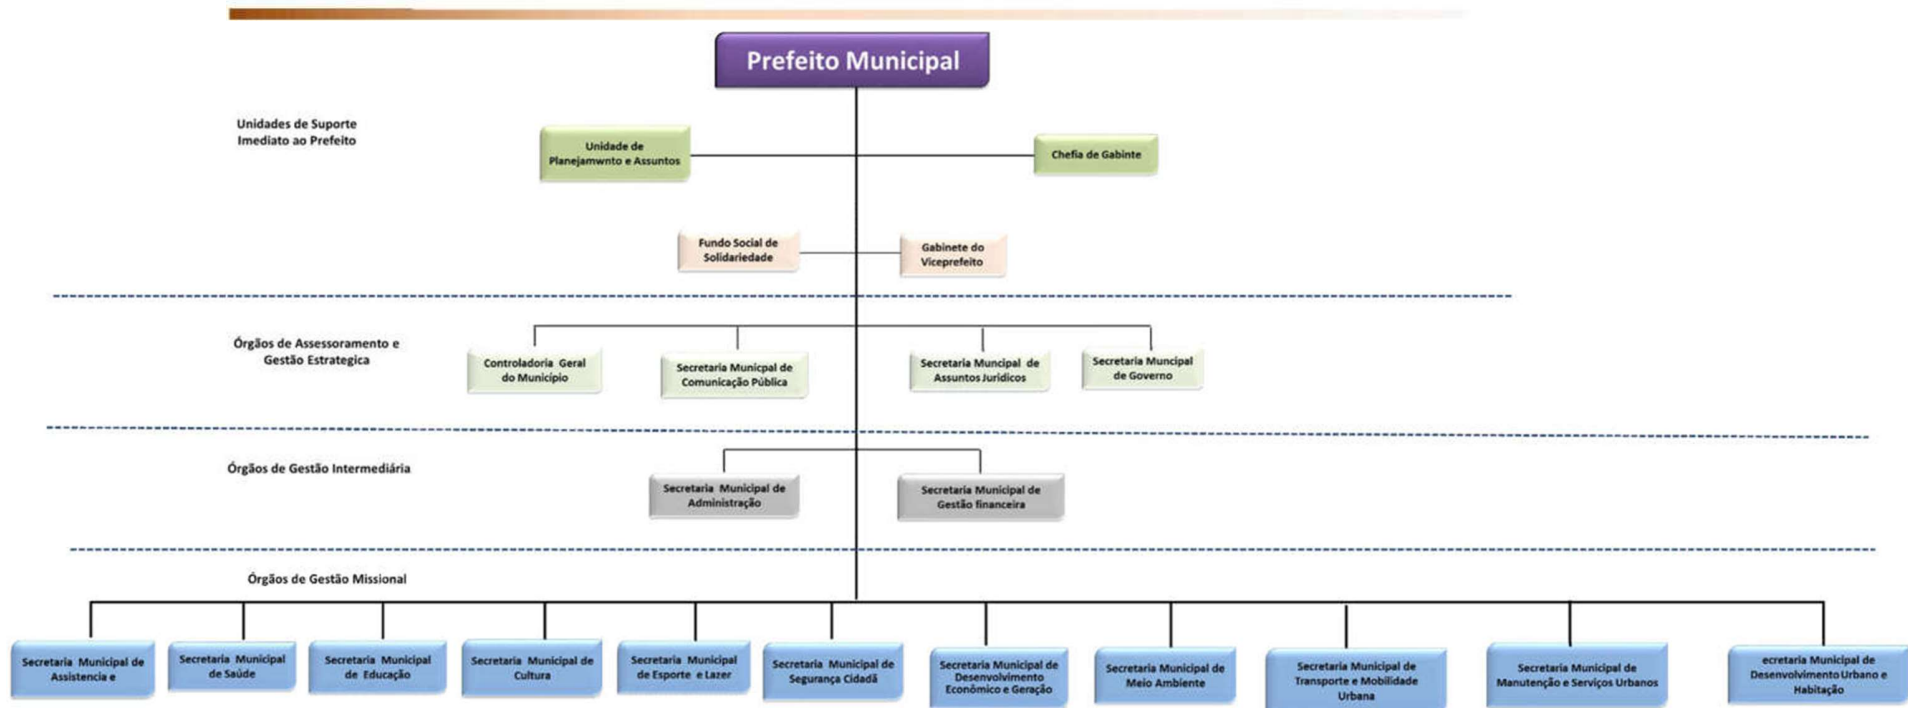 Prefeito Municipal
Unidades de Suporte
Imediato ao Prefeito
Unidade de
Planejamwnto e Assuntos
Chefia de Gabinte
Fundo Social de
Solidariedade
Gabinete do
Viceprefeito
Órgãos de Assessoramento e
Gestão Estrategica
Controladoria Geral
do Município
Secretaria Municpal de
Comunicação Pública
Secretaria Muncipal de
Assuntos Juridicos
Secretaria Muncipal
de Governo
Órgãos de Gestão Intermediária
Secretaria Municipal de
Administração
Secretaria Municipal de
Gestão financeira
Órgãos de Gestão Missional
Secretaria Municipal de
Assistencia e
Secretaria Municipal
de Saúde
Secretaria Municipal
de Educação
Secretaria Municipal de
Cultura
Secretaria Municipal
de Esporte e Lazer
Secretaria Municipal de
Segurança Cidadã
Secretaria Municipal de
Desenvolvimento
Econômico e Geração
Secretaria Municipal de
Meio Ambiente
Secretaria Municipal de
Transporte e Mobilidade
Urbana
Secretaria Municipal de
Manutenção e Serviços Urbanos
ecretaria Municipal de
Desenvolvimento Urbano e
Habitação